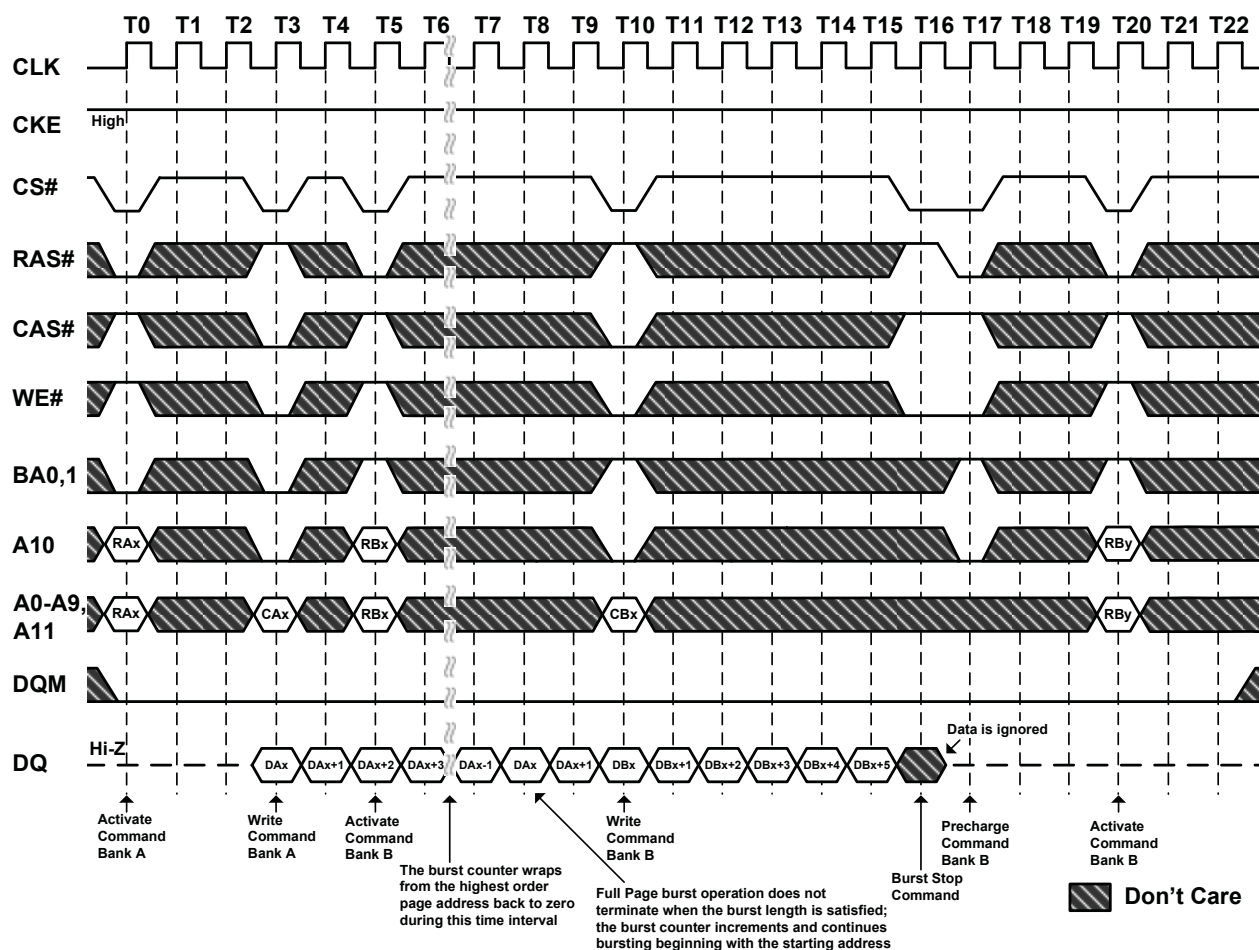 T0 T1 T2 T3 T4 T5 T6 T7 T8 T9 T10 T11 T12 T13 T14 T15 T16 T17 T18 T19 T20 T21 T22
CLK
CKE High
CS#
RAS#
CAS#
WE#
BA0,1
A10 RAx RBx RBy
A0-A9,
A11
RAx CAx RBx CBx RBy
DQM
DQ Hi-Z DAx DAx+1 DAx+2 DAx+3 DAx-1 DAx DAx+1 DBx DBx+1 DBx+2 DBx+3 DBx+4 DBx+5
Data is ignored
Activate
Command
Bank A
Write
Command
Bank A
Activate
Command
Bank B
The burst counter wraps
from the highest order
page address back to zero
during this time interval
Full Page burst operation does not
terminate when the burst length is satisfied;
the burst counter increments and continues
bursting beginning with the starting address
Write
Command
Bank B
Burst Stop
Command
Precharge
Command
Bank B
Activate
Command
Bank B
Don't Care